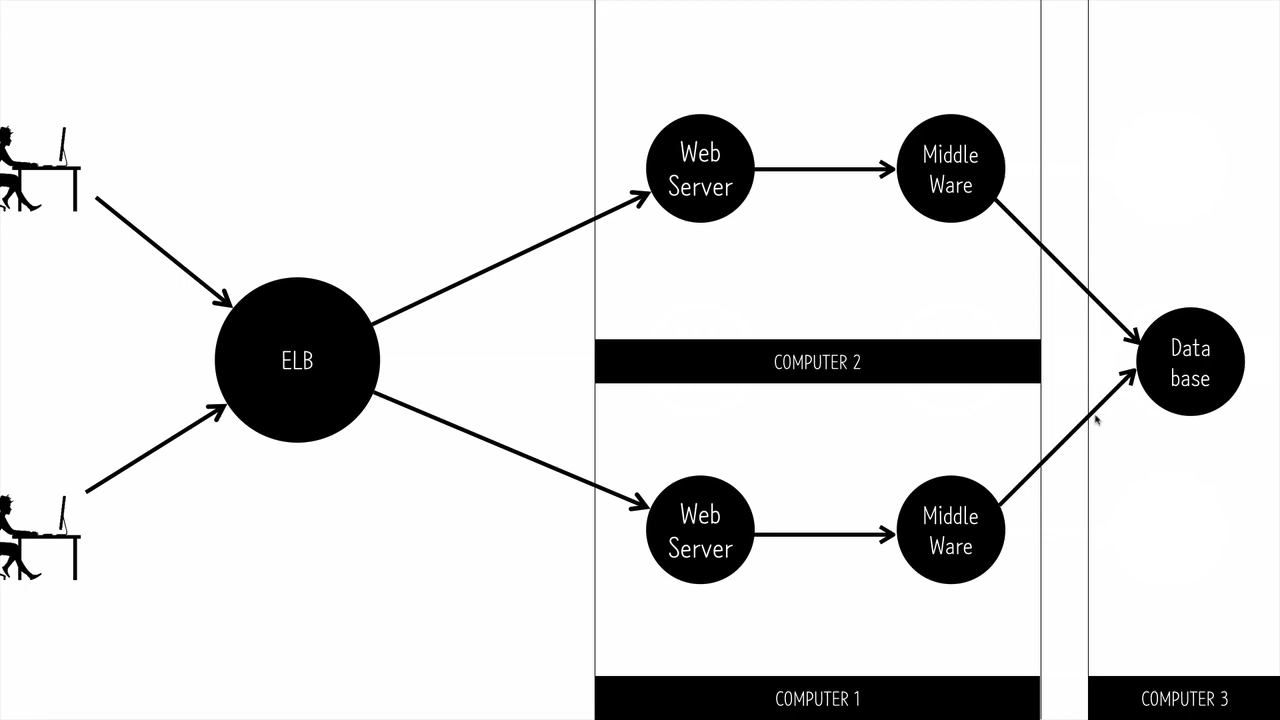 Web
Server
Middle
Ware
ELB
COMPUTER 2
Data
base
Web
Server
Middle
Ware
COMPUTER 1
COMPUTER 3